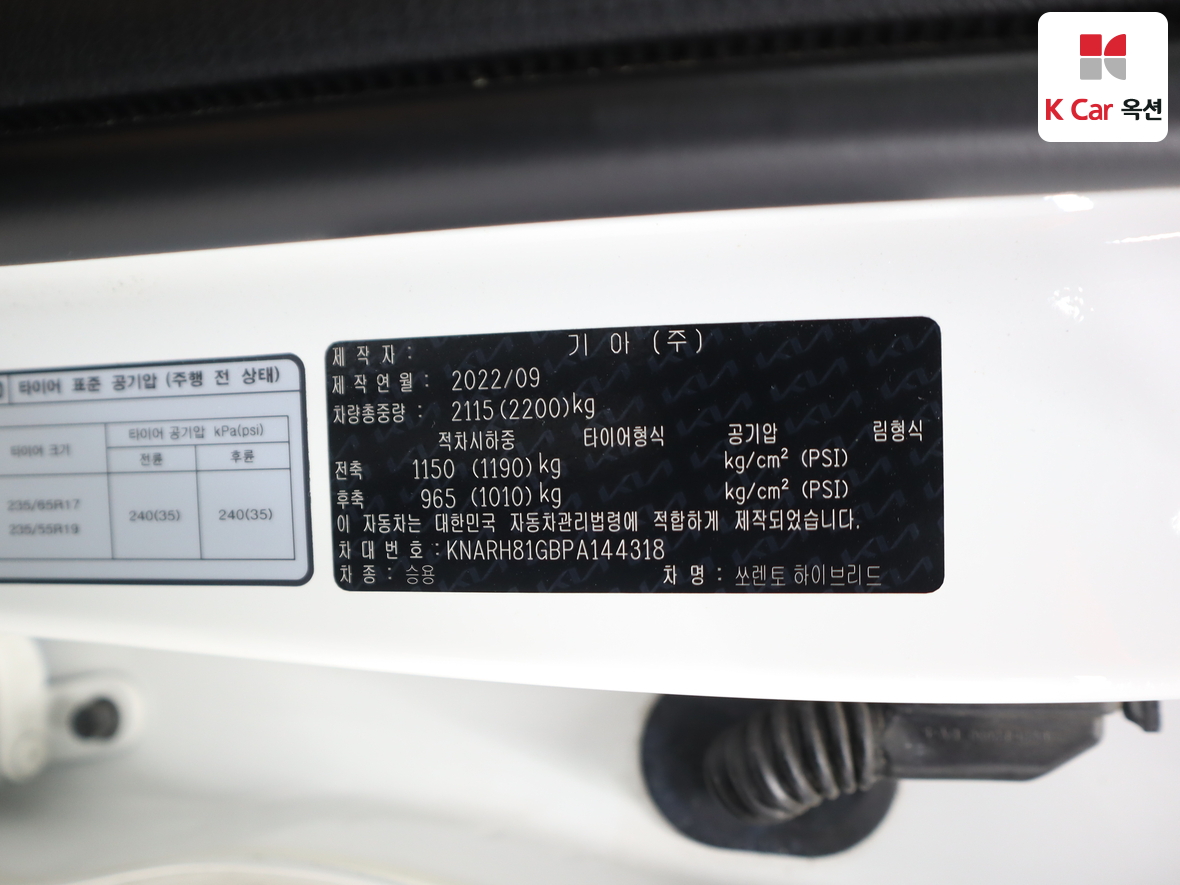 K Car 옥션
타이어 표준 공기압 (주행 전 상태)
타이어 크기
타이어 공기압 kPa(psi)
전륜 후륜
235/65R17
235/55R19
240(35) 240(35)
제 작 자 : 기 아 (주)
제 작 연 월 : 2022/09
차량총중량 : 2115(2200)kg
적차시하중 타이어형식 공기압 림형식
전축 1150 (1190)kg kg/cm² (PSI)
후축 965 (1010)kg kg/cm² (PSI)
이 자동차는 대한민국 자동차관리법령에 적합하게 제작되었습니다.
차 대 번 호 :KNARH81GBPA144318
차 종 : 승용 차 명 : 쏘렌토 하이브리드